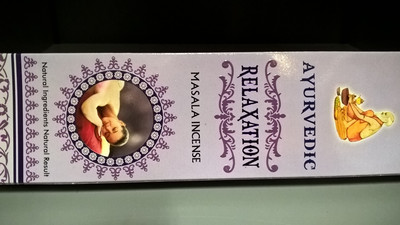 AYURVEDIC
RELAXATION
MASALA INCENSE
Natural Ingredients Natural Result